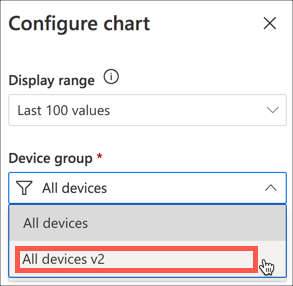 Configure chart
Display range
Last 100 values
Device group *
All devices
All devices
All devices v2